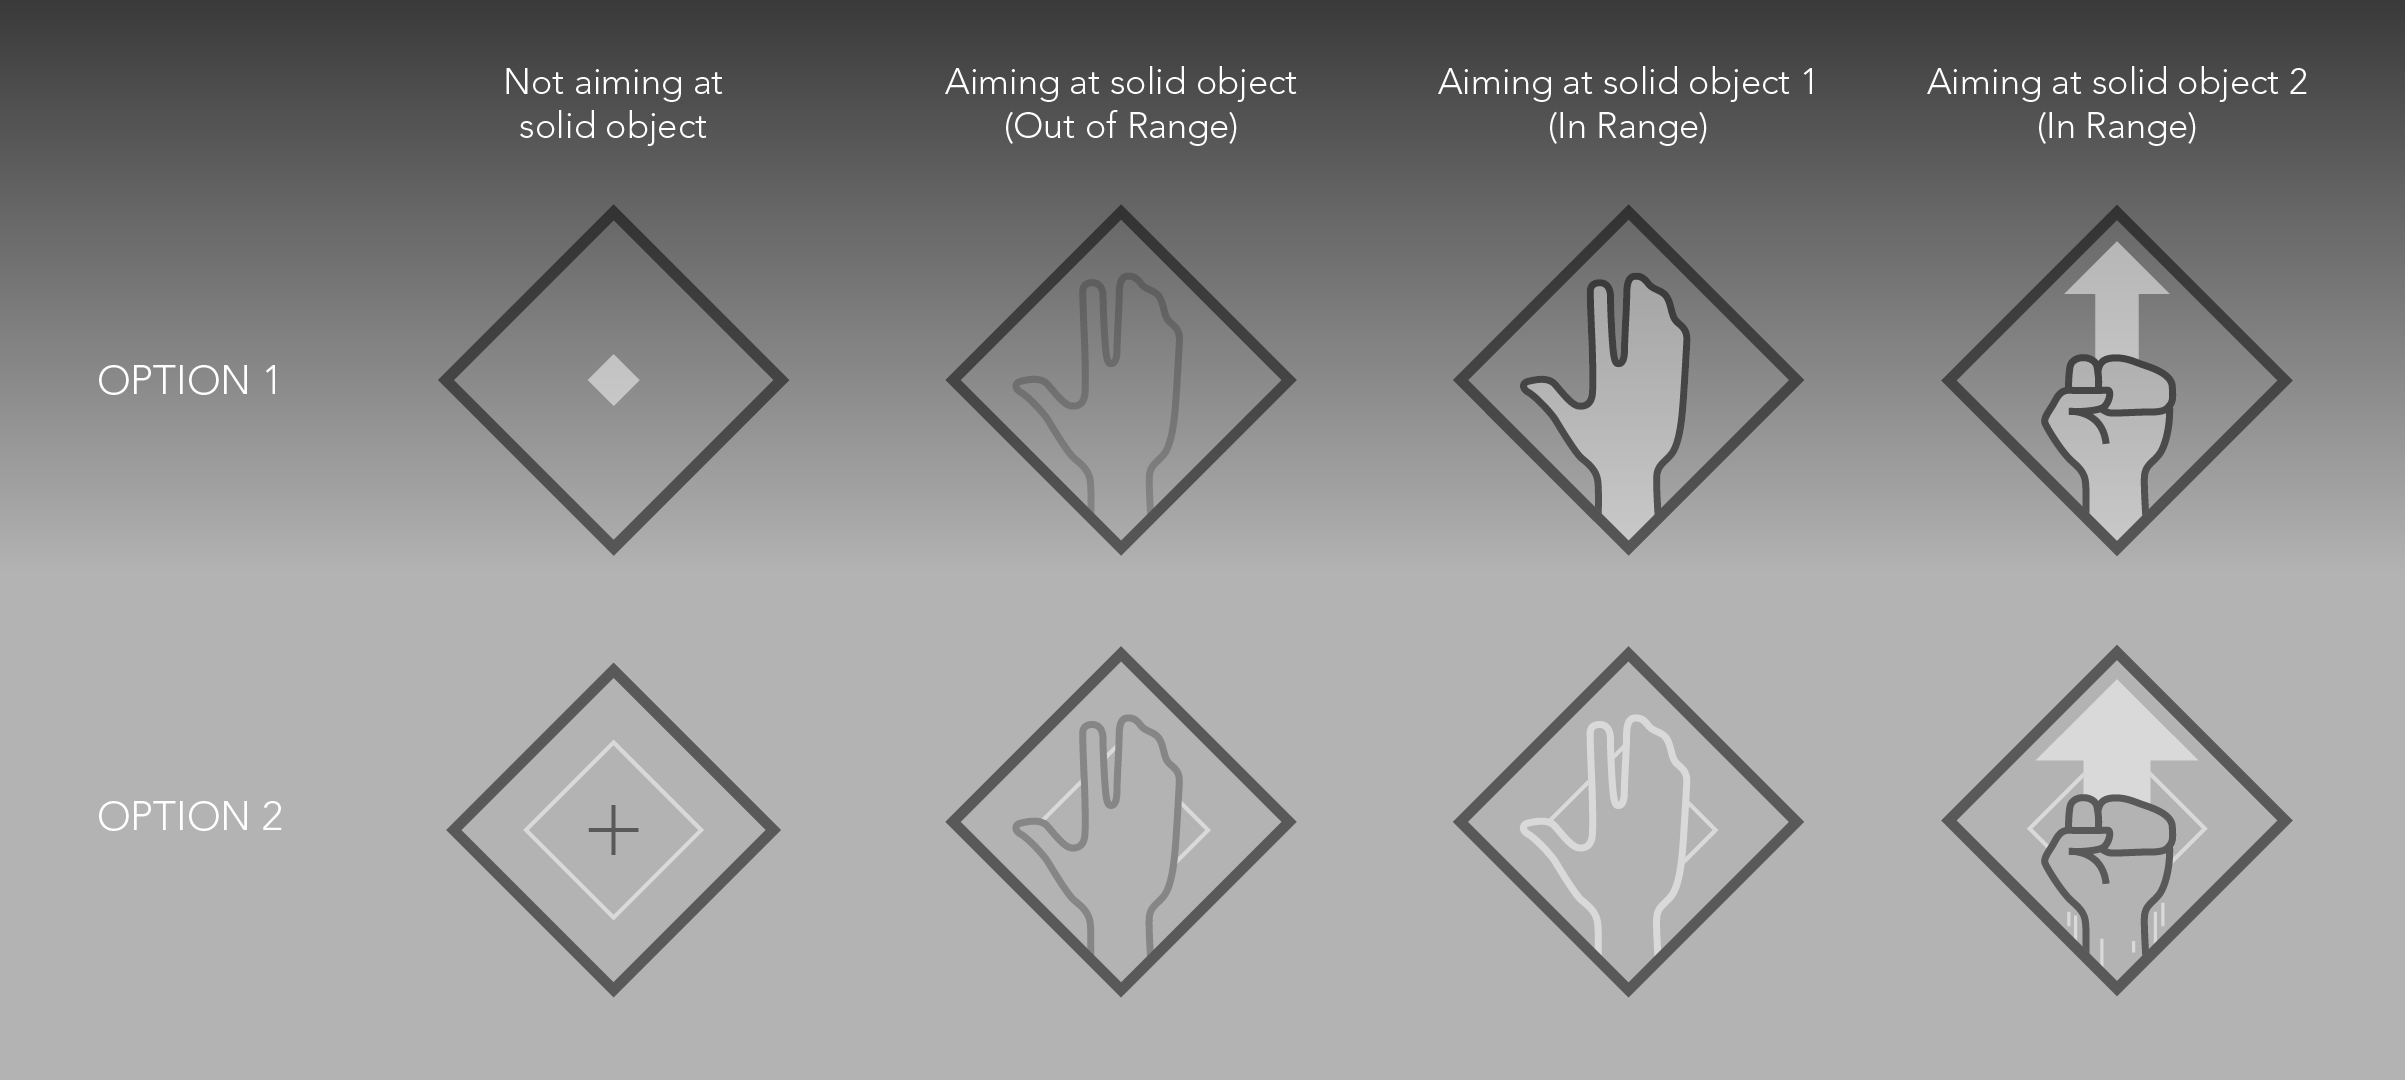 Not aiming at
solid object
Aiming at solid object
(Out of Range)
Aiming at solid object 1
(In Range)
Aiming at solid object 2
(In Range)
OPTION 1
OPTION 2